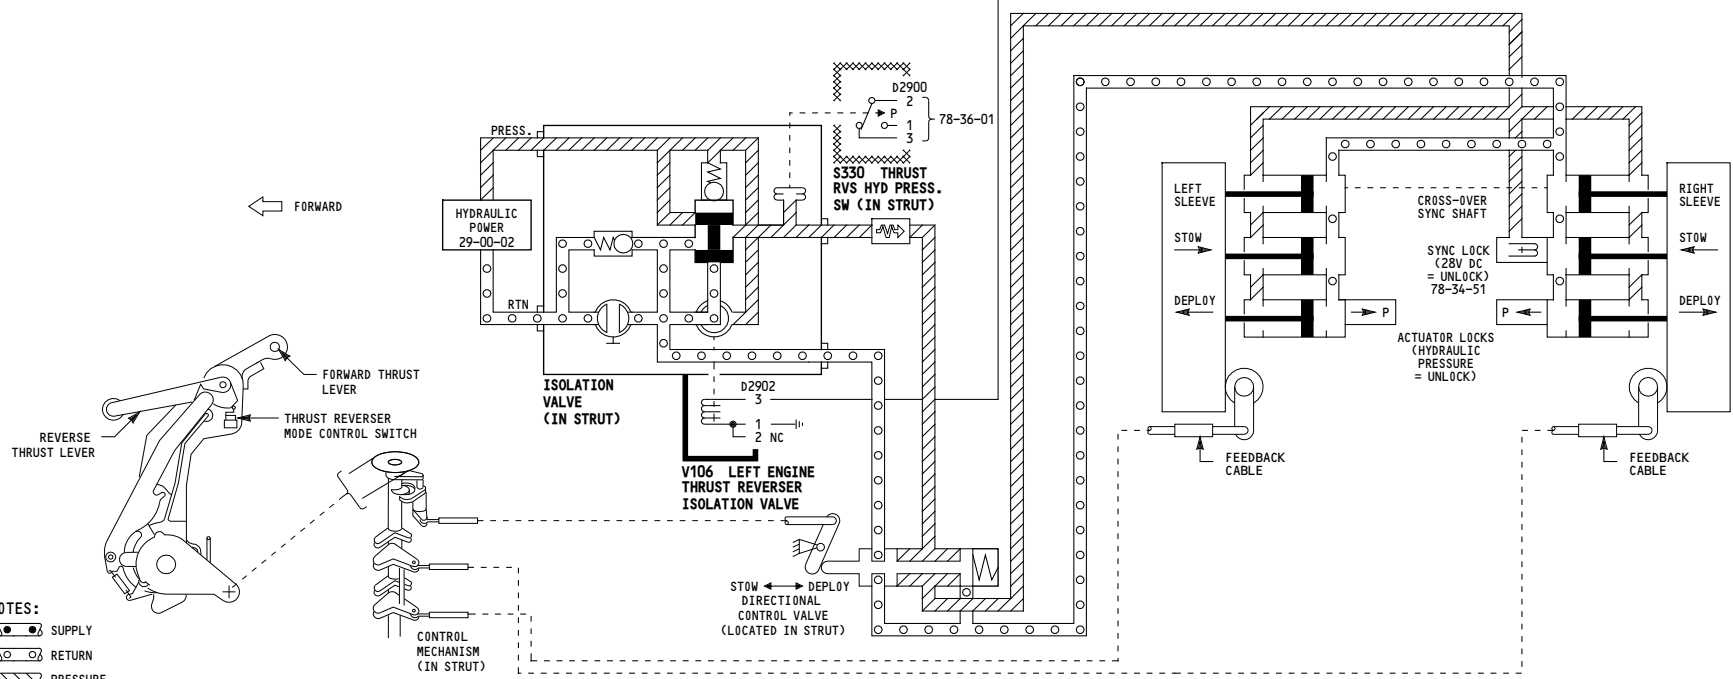 D2900
2
P
1
3
78-36-01
S330 THRUST
RVS HYD PRESS.
SW (IN STRUT)
PRESS.
HYDRAULIC
POWER
29-00-02
RTN
FORWARD
ISOLATION
VALVE
(IN STRUT)
D2902
3
1
2 NC
V106 LEFT ENGINE
THRUST REVERSER
ISOLATION VALVE
LEFT
SLEEVE
STOW
DEPLOY
CROSS-OVER
SYNC SHAFT
SYNC LOCK
(28V DC
= UNLOCK)
78-34-51
P
P
ACTUATOR LOCKS
(HYDRAULIC
PRESSURE
= UNLOCK)
RIGHT
SLEEVE
STOW
DEPLOY
FEEDBACK
CABLE
FEEDBACK
CABLE
FORWARD THRUST
LEVER
THRUST REVERSER
MODE CONTROL SWITCH
REVERSE
THRUST LEVER
STOW DEPLOY
DIRECTIONAL
CONTROL VALVE
(LOCATED IN STRUT)
CONTROL
MECHANISM
(IN STRUT)
OTES:
SUPPLY
RETURN
PRESSURE